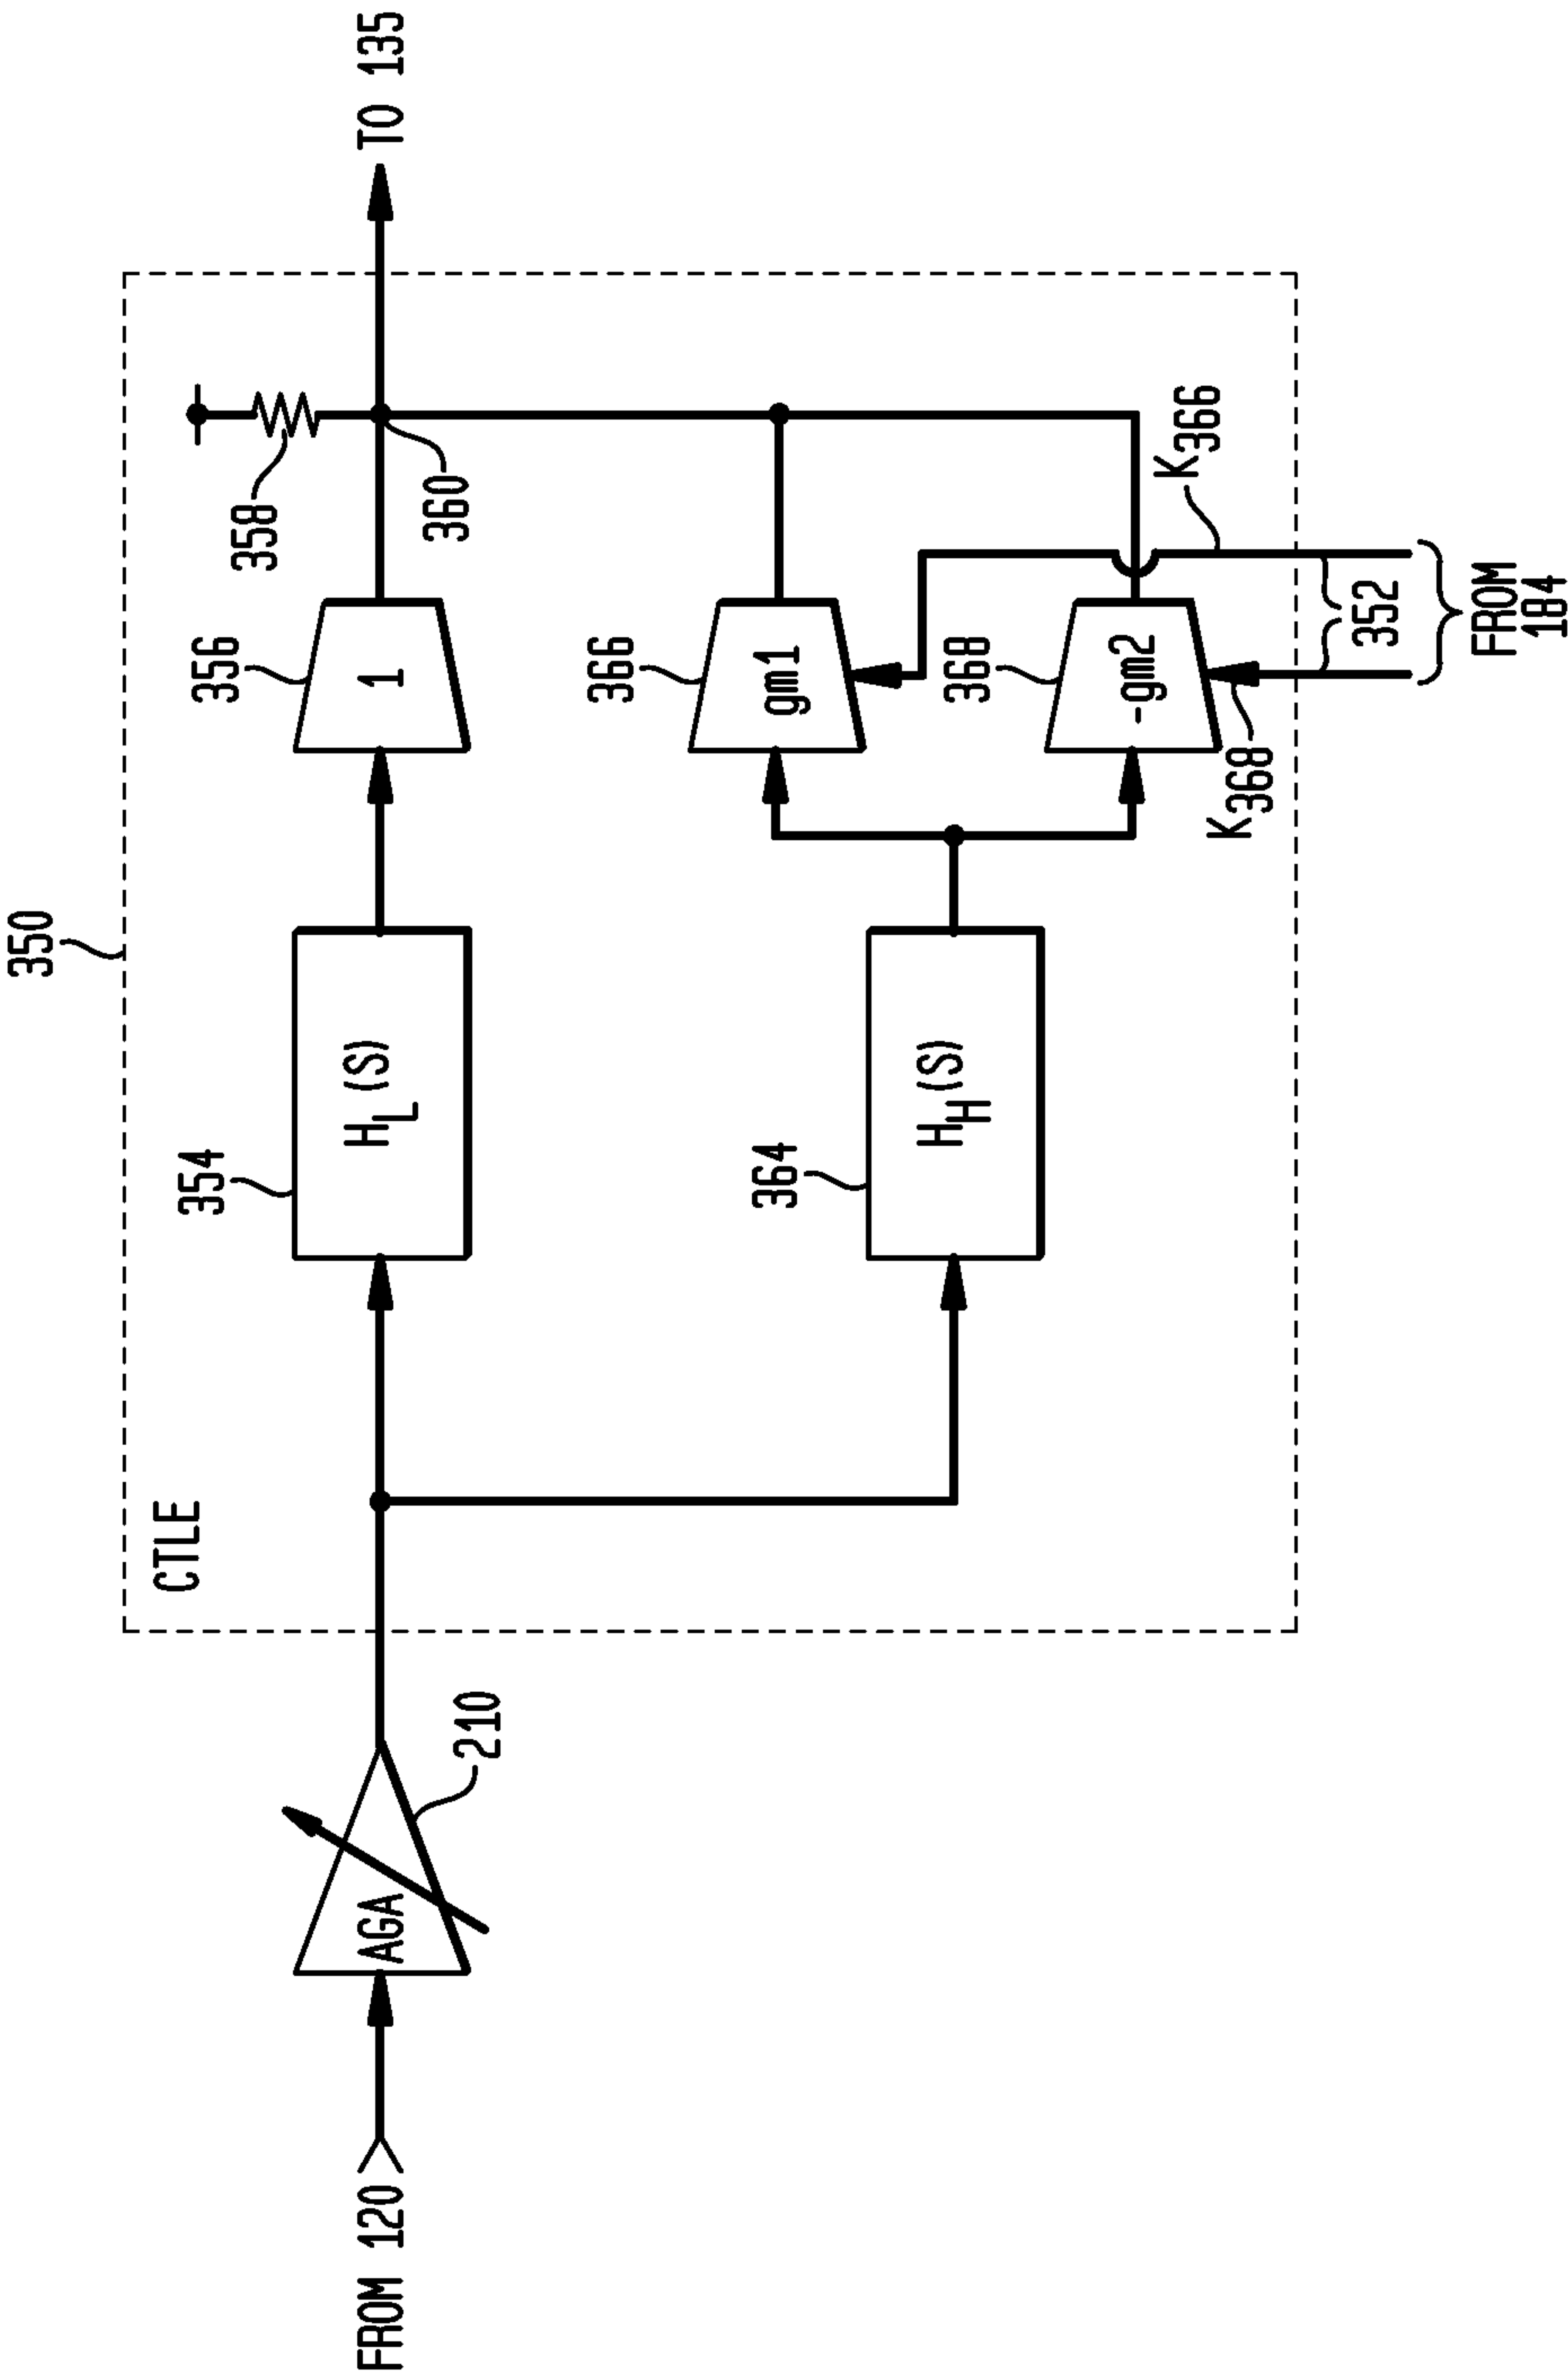 350
CTLE
FROM 120
AGA
210
354
H_L(S)
356
1
358
360
TO 135
364
H_H(S)
366
gm1
368
-gm2
K366
K368
352
FROM
184